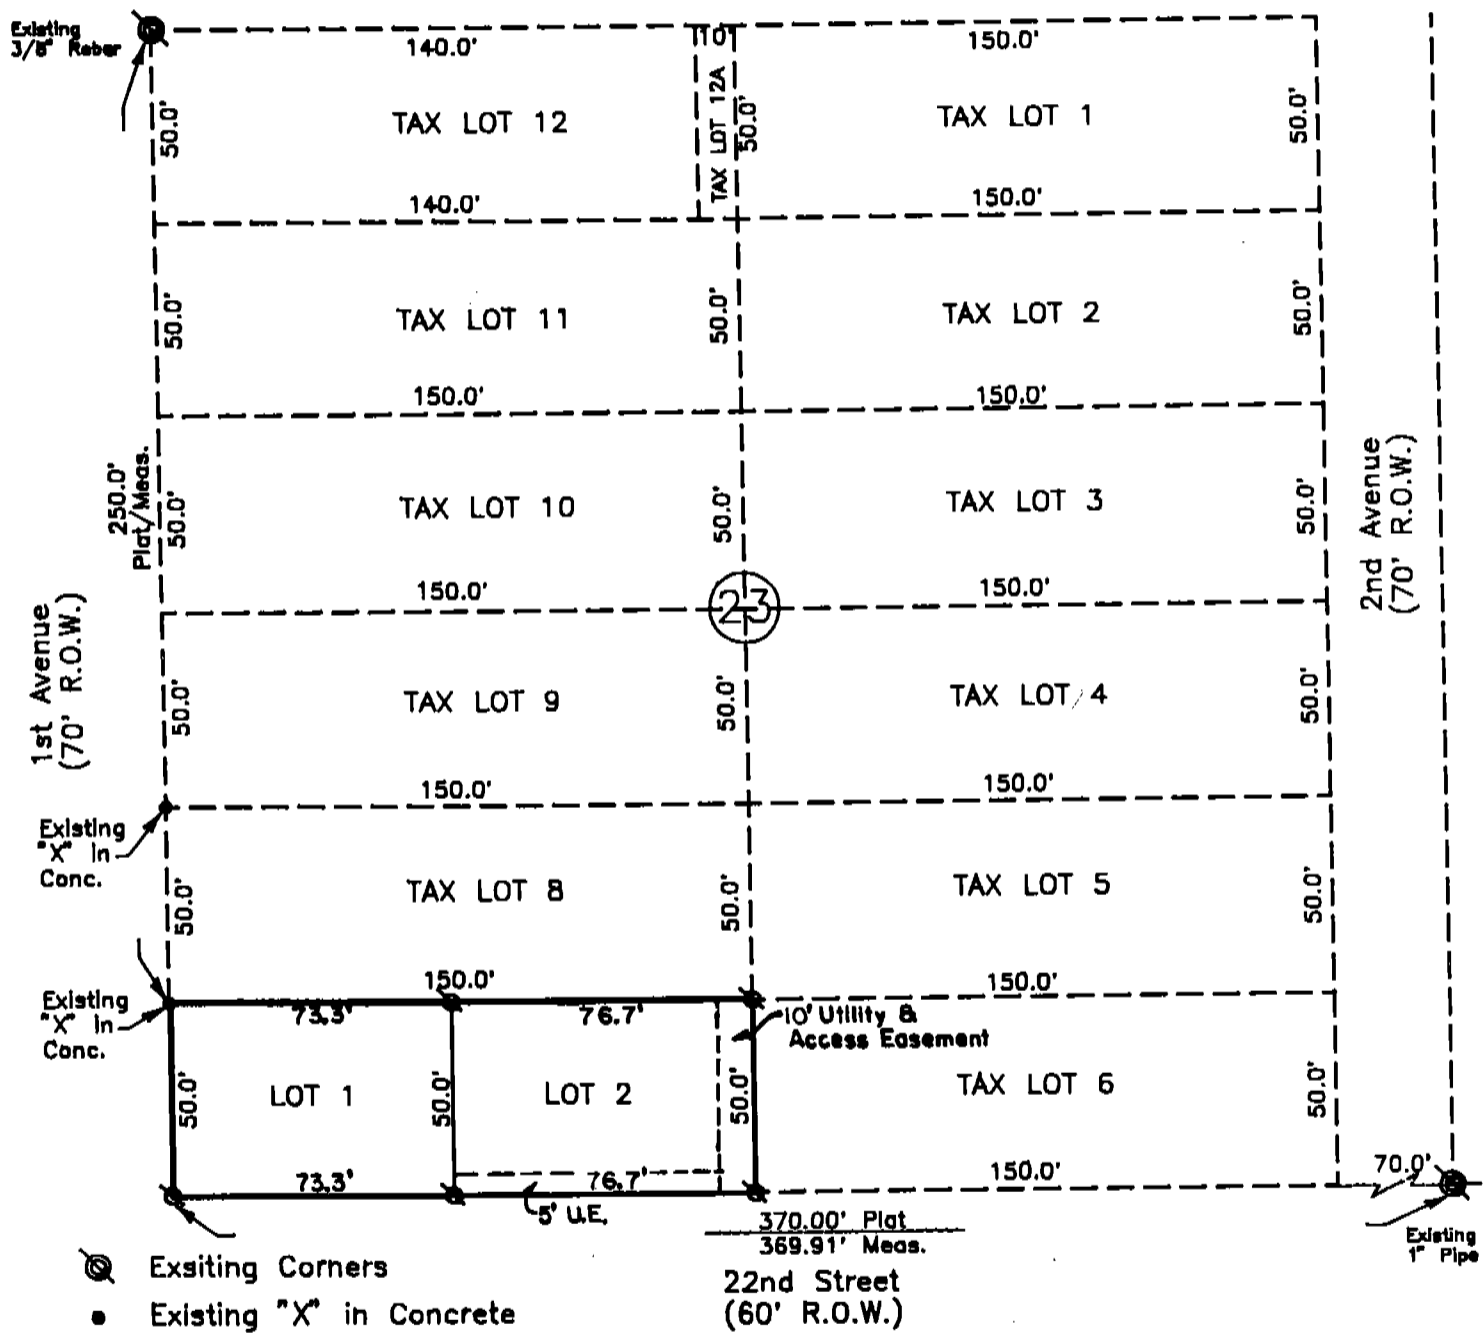 Existing
3/8" Rebar
140.0'
10'
150.0'
50.0'
TAX LOT 12
TAX LOT 12A
50.0'
TAX LOT 1
50.0'
140.0'
150.0'
50.0'
TAX LOT 11
50.0'
TAX LOT 2
50.0'
150.0'
150.0'
250.0'
Plat/Meas.
50.0'
TAX LOT 10
50.0'
TAX LOT 3
50.0'
2nd Avenue
(70' R.O.W.)
150.0'
23
150.0'
1st Avenue
(70' R.O.W.)
50.0'
TAX LOT 9
50.0'
TAX LOT 4
50.0'
150.0'
150.0'
Existing
"X" in
Conc.
50.0'
TAX LOT 8
50.0'
TAX LOT 5
50.0'
150.0'
150.0'
Existing
"X" in
Conc.
73.3'
76.7'
10' Utility &
Access Easement
50.0'
LOT 1
50.0'
LOT 2
50.0'
TAX LOT 6
50.0'
73.3'
76.7'
150.0'
70.0'
5' U.E.
370.00' Plat
369.91' Meas.
Existing
1" Pipe
Exsiting Corners
22nd Street
(60' R.O.W.)
Existing "X" in Concrete